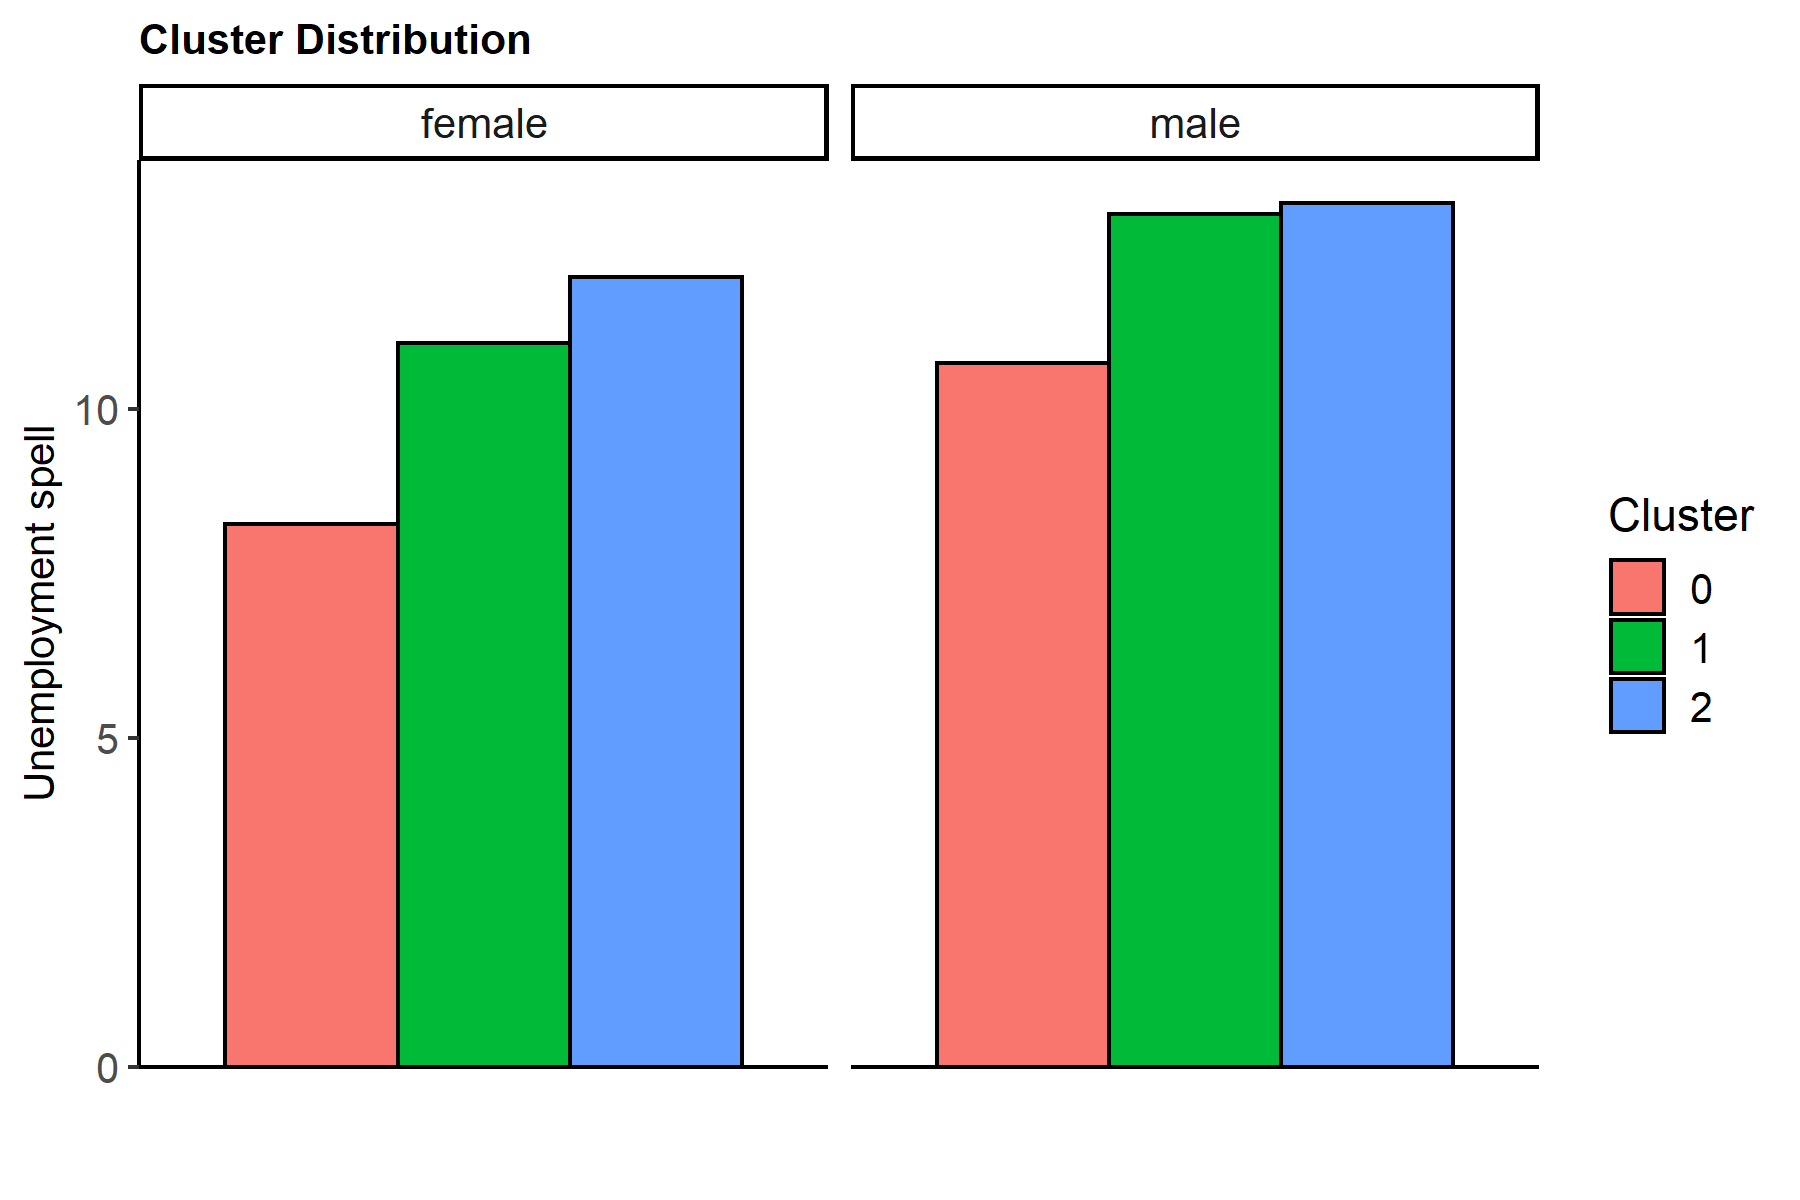 Cluster Distribution
female
male
Unemployment spell
10
5
0
Cluster
0
1
2